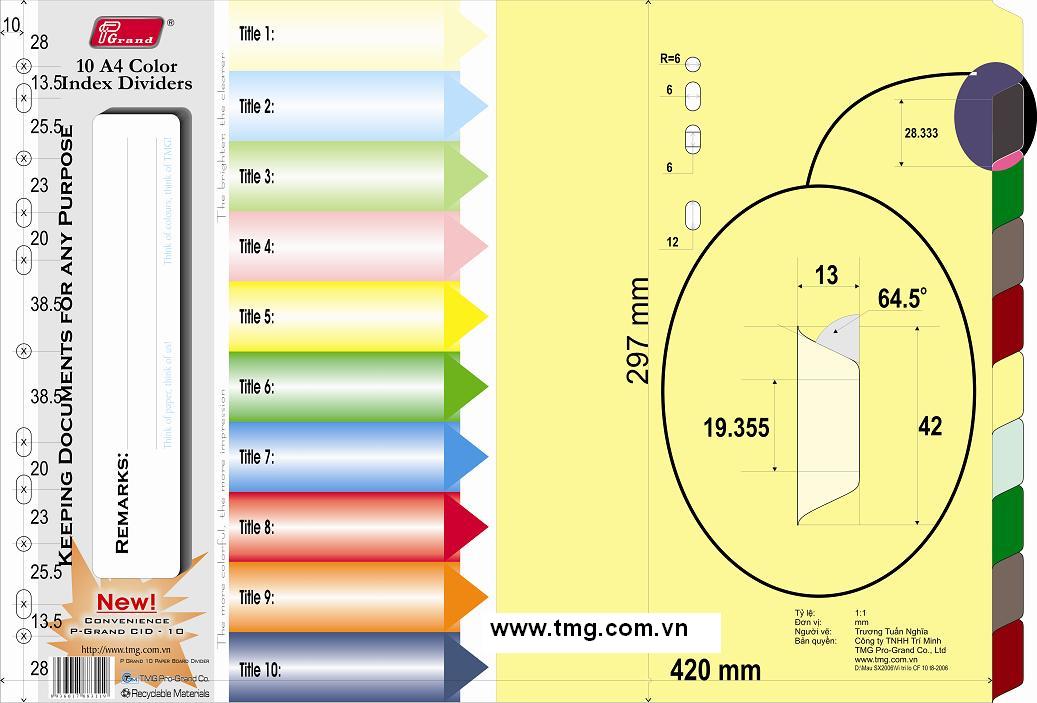 10
28
13.5
25.5
23
20
38.5
38.5
20
23
25.5
13.5
28
P Grand ®
10 A4 Color
Index Dividers
KEEPING DOCUMENTS FOR ANY PURPOSE
REMARKS:
Think of colours, think of TMG!
Think of paper, think of us!
New!
CONVENIENCE
P-GRAND CID - 10
http://www.tmg.com.vn
P GRAND 10 PAPER BOARD DIVIDER
TMG Pro-Grand Co.
Recyclable Materials
The brighter, the clearer
The more colorful, the more impression
Title 1:
Title 2:
Title 3:
Title 4:
Title 5:
Title 6:
Title 7:
Title 8:
Title 9:
Title 10:
R=6
6
6
12
297 mm
28.333
13
64.5°
19.355
42
www.tmg.com.vn
420 mm
Tỷ lệ: 1:1
Đơn vị: mm
Người vẽ: Trương Tuấn Nghĩa
Bản quyền: Công ty TNHH Trí Minh
TMG Pro-Grand Co., Ltd
www.tmg.com.vn